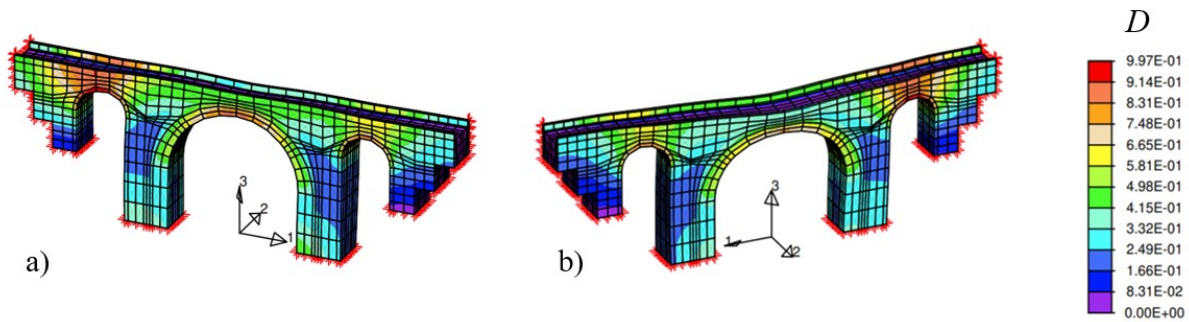 D
9.97E-01
9.14E-01
8.31E-01
7.48E-01
6.65E-01
5.81E-01
4.98E-01
4.15E-01
3.32E-01
2.49E-01
1.66E-01
8.31E-02
0.00E+00
3
2
1
a)
3
1
2
b)